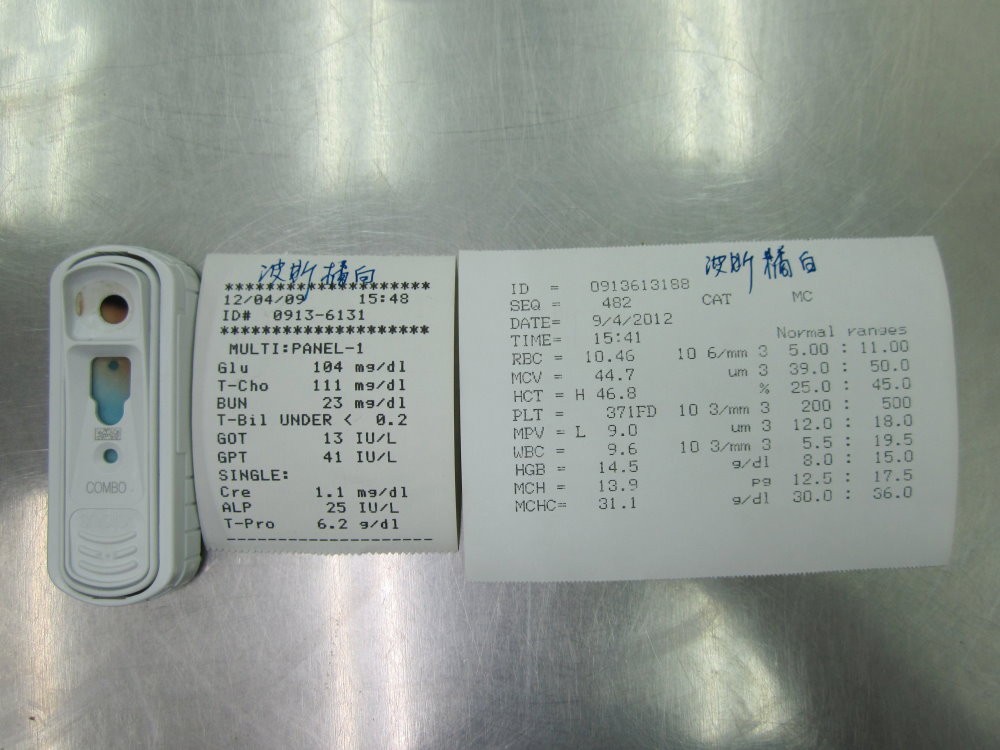 COMBO
波斯橘白
********************
12/04/09 15:48
ID# 0913-6131
********************
MULTI:PANEL-1
Glu 104 mg/dl
T-Cho 111 mg/dl
BUN 23 mg/dl
T-Bil UNDER < 0.2
GOT 13 IU/L
GPT 41 IU/L
SINGLE:
Cre 1.1 mg/dl
ALP 25 IU/L
T-Pro 6.2 g/dl
--------------------
波斯橘白
ID = 0913613188
SEQ = 482 CAT MC
DATE= 9/4/2012
TIME= 15:41 Normal ranges
RBC = 10.46 10 6/mm 3 5.00 : 11.00
MCV = 44.7 um 3 39.0 : 50.0
HCT = H 46.8 % 25.0 : 45.0
PLT = 371FD 10 3/mm 3 200 : 500
MPV = L 9.0 um 3 12.0 : 18.0
WBC = 9.6 10 3/mm 3 5.5 : 19.5
HGB = 14.5 g/dl 8.0 : 15.0
MCH = 13.9 pg 12.5 : 17.5
MCHC= 31.1 g/dl 30.0 : 36.0